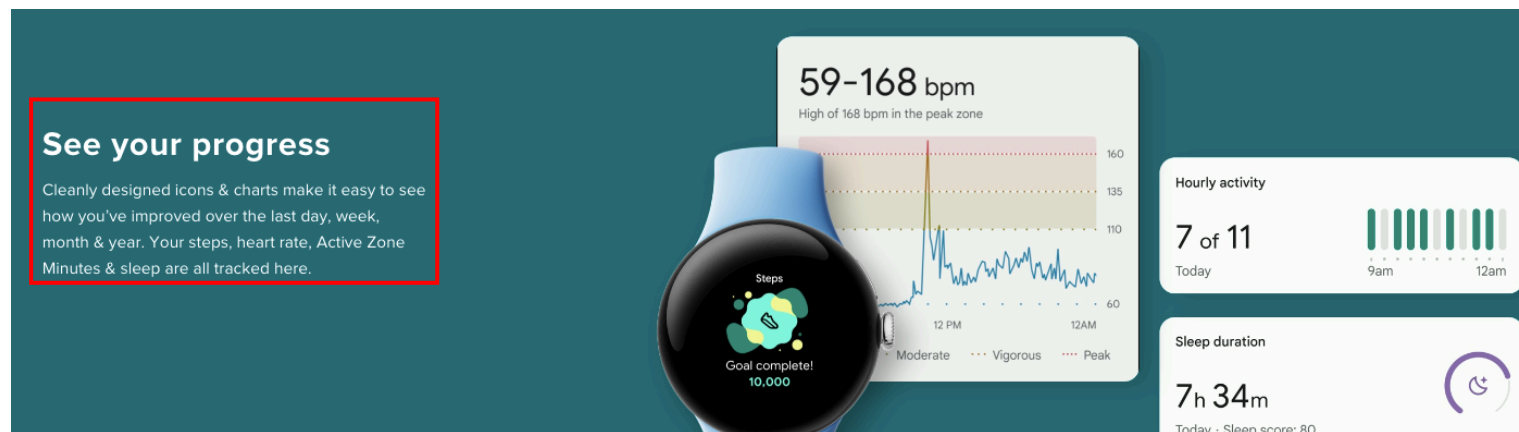 See your progress
Cleanly designed icons & charts make it easy to see
how you've improved over the last day, week,
month & year. Your steps, heart rate, Active Zone
Minutes & sleep are all tracked here.
59-168 bpm
High of 168 bpm in the peak zone
160
135
110
60
12 PM 12AM
Moderate Vigorous Peak
Steps
Goal complete!
10,000
Hourly activity
7 of 11
Today
9am 12am
Sleep duration
7h 34m
Today · Sleep score: 80